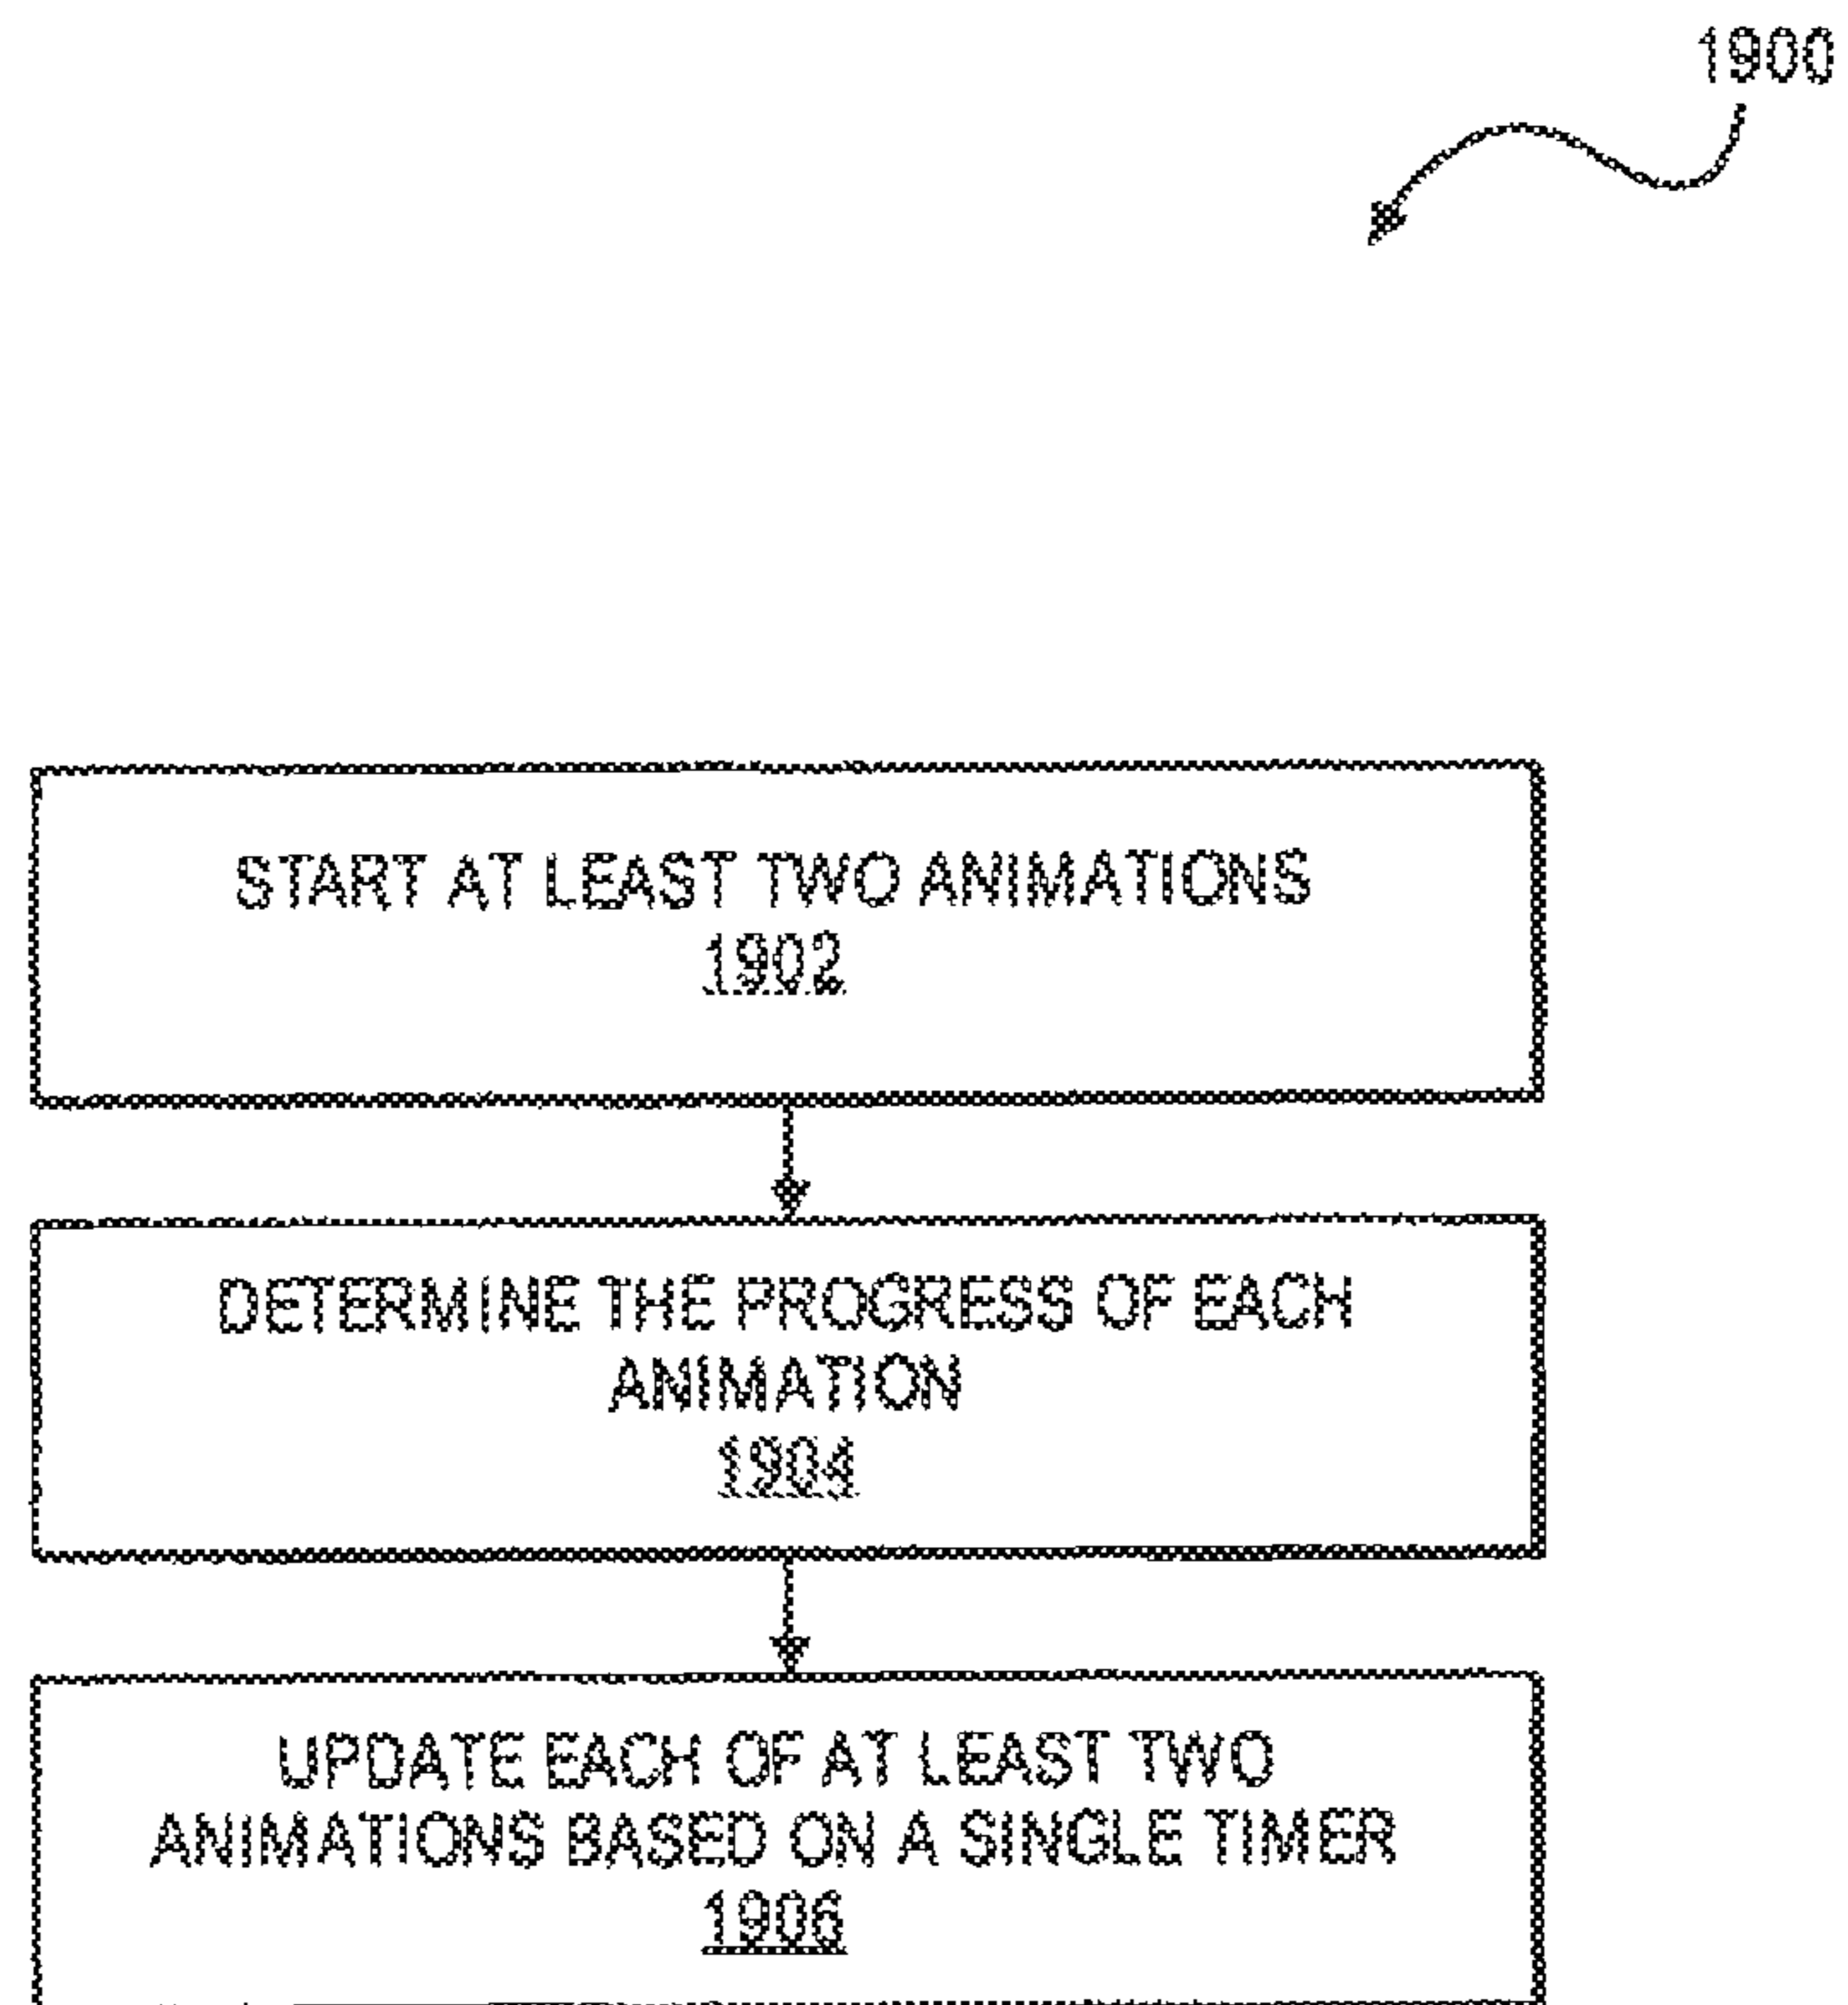 1900
START AT LEAST TWO ANIMATIONS
1902
DETERMINE THE PROGRESS OF EACH
ANIMATION
1904
UPDATE EACH OF AT LEAST TWO
ANIMATIONS BASED ON A SINGLE TIMER
1906